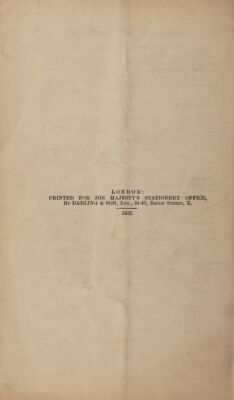 LONDON:
PRINTED FOR HIS MAJESTY'S STATIONERY OFFICE,
By DARLING & SON, Ltd., 34-40, Bacon Street, E.
1909.